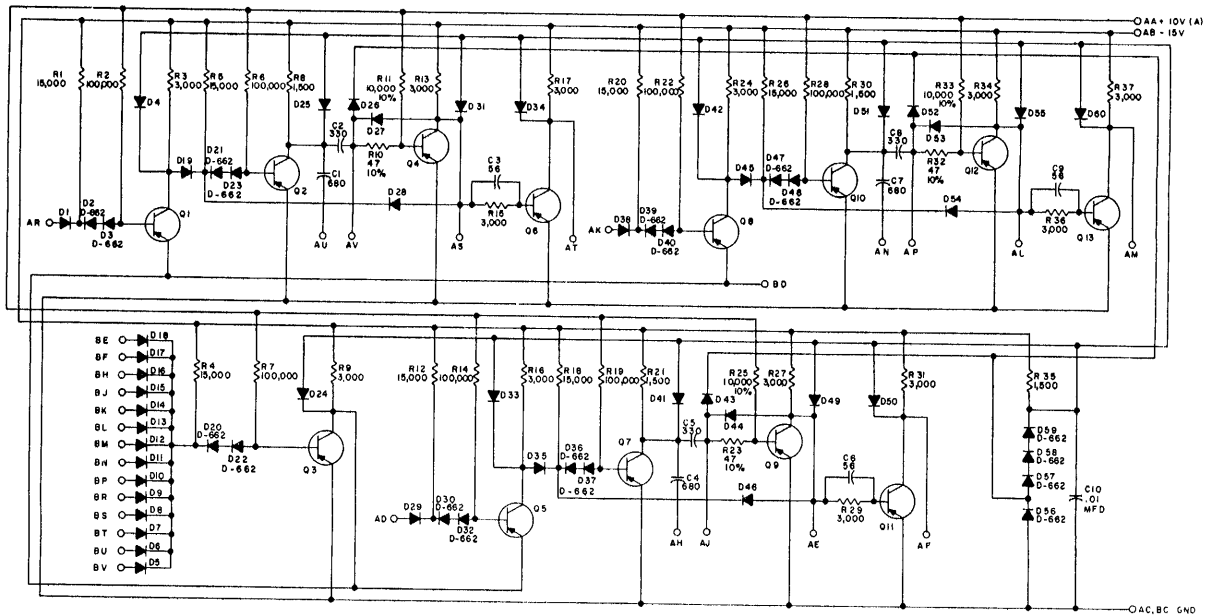 AA+ 10V (A)
AB - 15V
R1
15,000
R2
100,000
R3
3,000
R5
15,000
R6
100,000
R8
1,500
R11
10,000
10%
R13
3,000
R17
3,000
R20
15,000
R22
100,000
R24
3,000
R26
15,000
R28
100,000
R30
1,500
R33
10,000
10%
R34
3,000
R37
3,000
D4
D25
D26
D27
D31
D34
D42
D51
D52
D53
D55
D60
C2
330
R10
47
10%
Q4
C8
330
R32
47
10%
Q12
D19
D21
D-662
D23
D-662
Q2
C1
680
D28
C3
56
R16
3,000
Q6
D45
D47
D-662
D46
D-662
Q10
C7
680
D54
C9
56
R36
3,000
Q13
AR
D1
D2
D-662
D3
D-662
Q1
AU
AV
AS
AT
AK
D38
D39
D-662
D40
D-662
Q8
AN
AP
AL
AM
BD
BE
D18
BF
D17
BH
D16
BJ
D15
BK
D14
BL
D13
BM
D12
BN
D11
BP
D10
BR
D9
BS
D8
BT
D7
BU
D6
BV
D5
R4
15,000
R7
100,000
R9
3,000
R12
15,000
R14
100,000
R16
3,000
R18
15,000
R19
100,000
R21
1,500
R25
10,000
10%
R27
3,000
R31
3,000
R35
1,500
D24
D33
D41
D43
D44
D49
D50
D20
D-662
D22
D-662
Q3
D35
D36
D-662
D37
D-662
Q7
C5
330
R23
47
10%
Q9
C4
680
D46
C6
56
R29
3,000
Q11
AD
D29
D30
D-662
D32
D-662
Q5
AH
AJ
AE
AF
D59
D-662
D58
D-662
D57
D-662
D56
D-662
C10
.01
MFD
AC, BC GND